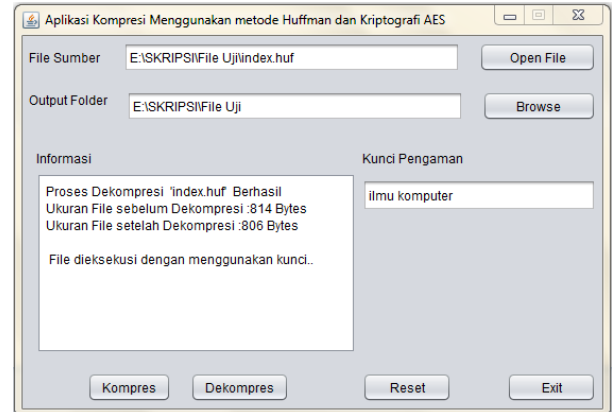 Aplikasi Kompresi Menggunakan metode Huffman dan Kriptografi AES
File Sumber E:\SKRIPSI\File Uji\index.huf Open File
Output Folder E:\SKRIPSI\File Uji Browse
Informasi Kunci Pengaman
Proses Dekompresi 'index.huf' Berhasil
Ukuran File sebelum Dekompresi :814 Bytes
Ukuran File setelah Dekompresi :806 Bytes
File dieksekusi dengan menggunakan kunci..
ilmu komputer
Kompres Dekompres Reset Exit